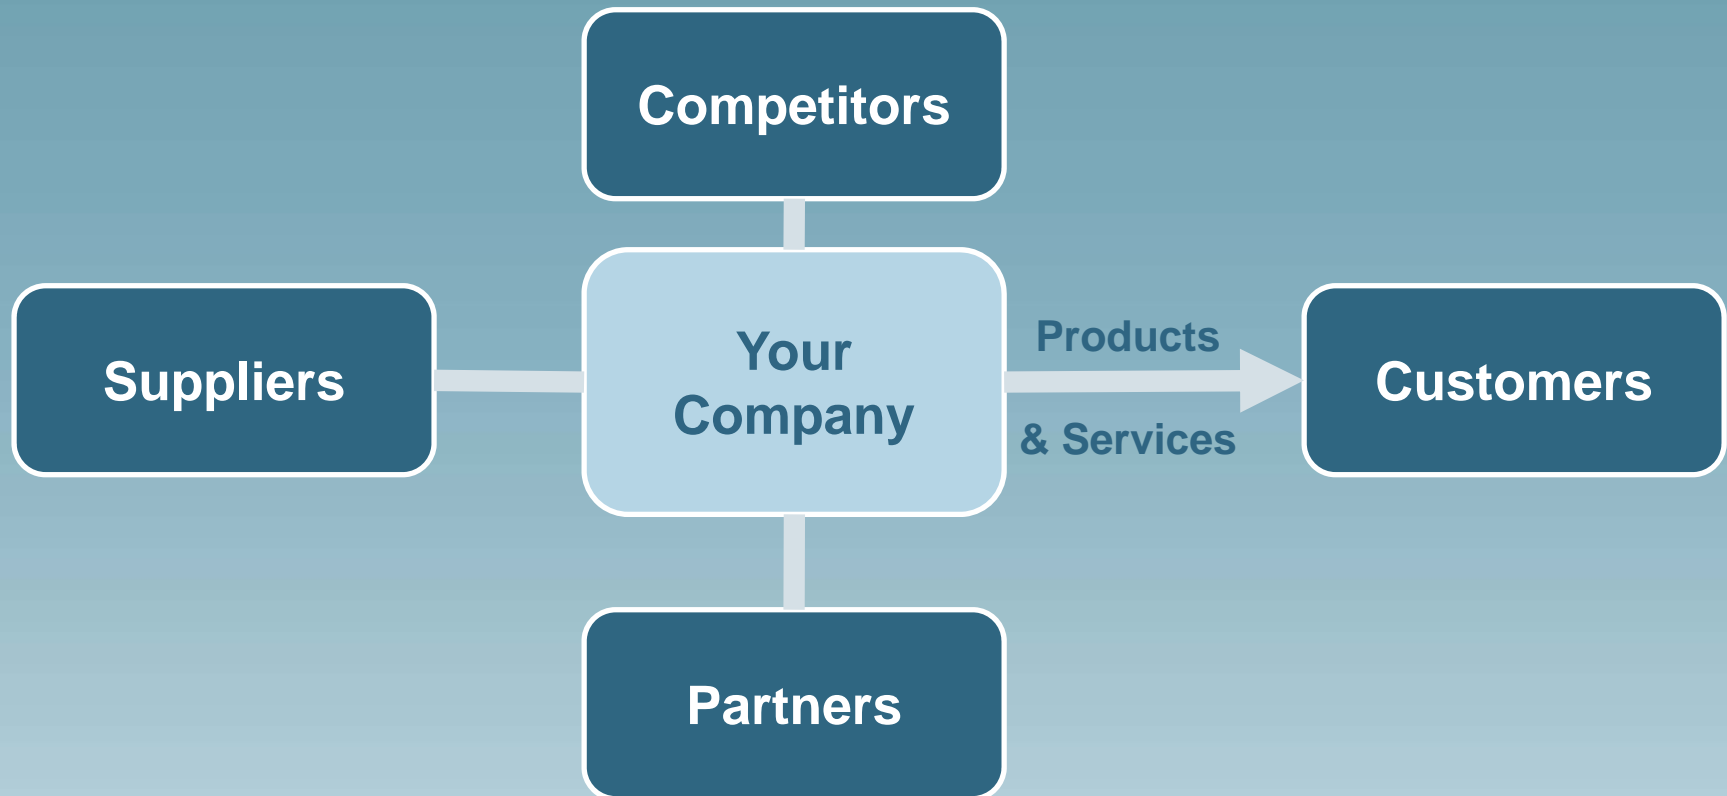 Competitors
Suppliers
Your
Company
Products
& Services
Customers
Partners